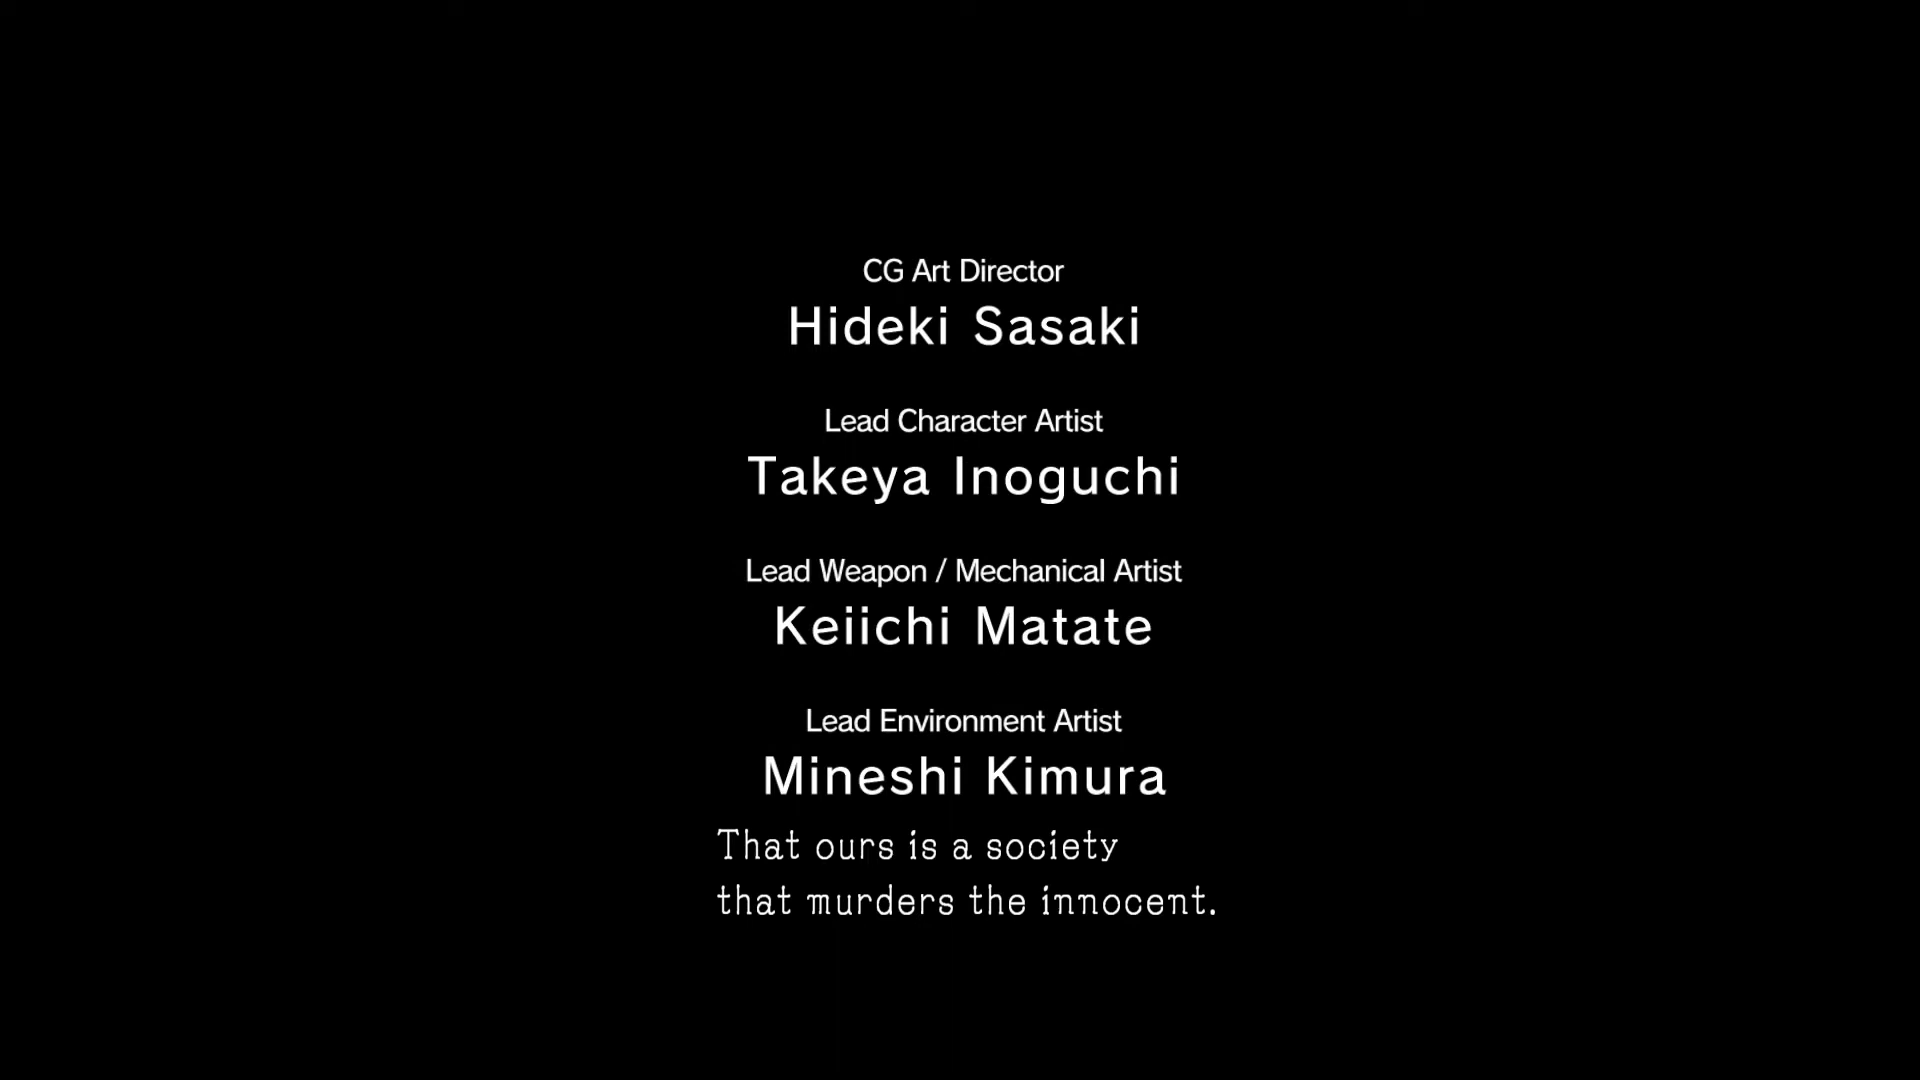 CG Art Director
Hideki Sasaki
Lead Character Artist
Takeya Inoguchi
Lead Weapon / Mechanical Artist
Keiichi Matate
Lead Environment Artist
Mineshi Kimura
That ours is a society
that murders the innocent.